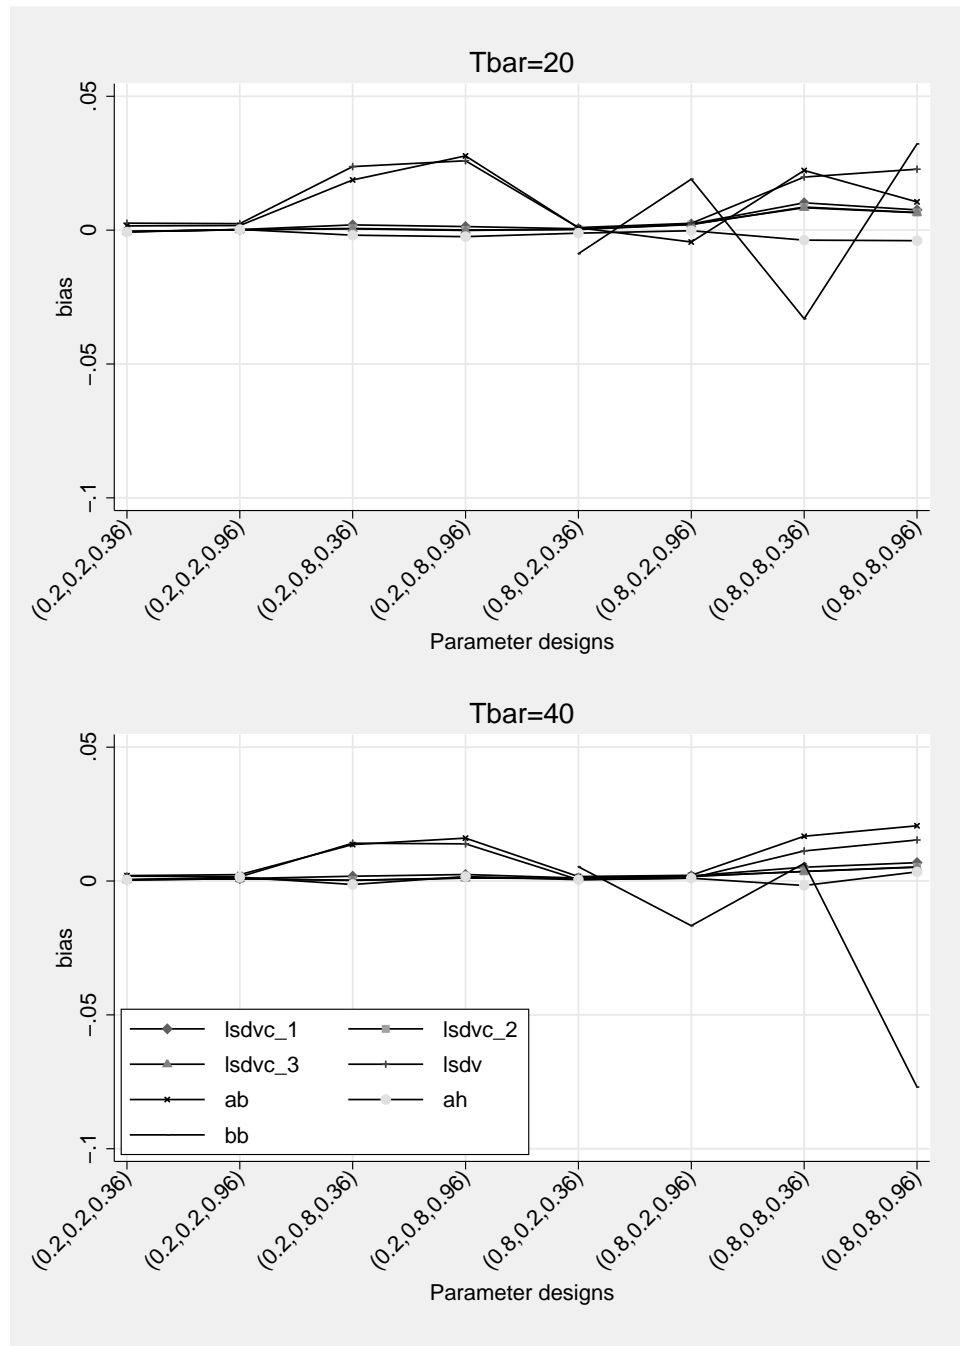 Tbar=20
.05
0
−.05
−.1
bias
(0.2,0.2,0.36)
(0.2,0.2,0.96)
(0.2,0.8,0.36)
(0.2,0.8,0.96)
(0.8,0.2,0.36)
(0.8,0.2,0.96)
(0.8,0.8,0.36)
(0.8,0.8,0.96)
Parameter designs
Tbar=40
.05
0
−.05
−.1
bias
lsdvc_1 lsdvc_2
lsdvc_3 lsdv
ab ah
bb
(0.2,0.2,0.36)
(0.2,0.2,0.96)
(0.2,0.8,0.36)
(0.2,0.8,0.96)
(0.8,0.2,0.36)
(0.8,0.2,0.96)
(0.8,0.8,0.36)
(0.8,0.8,0.96)
Parameter designs